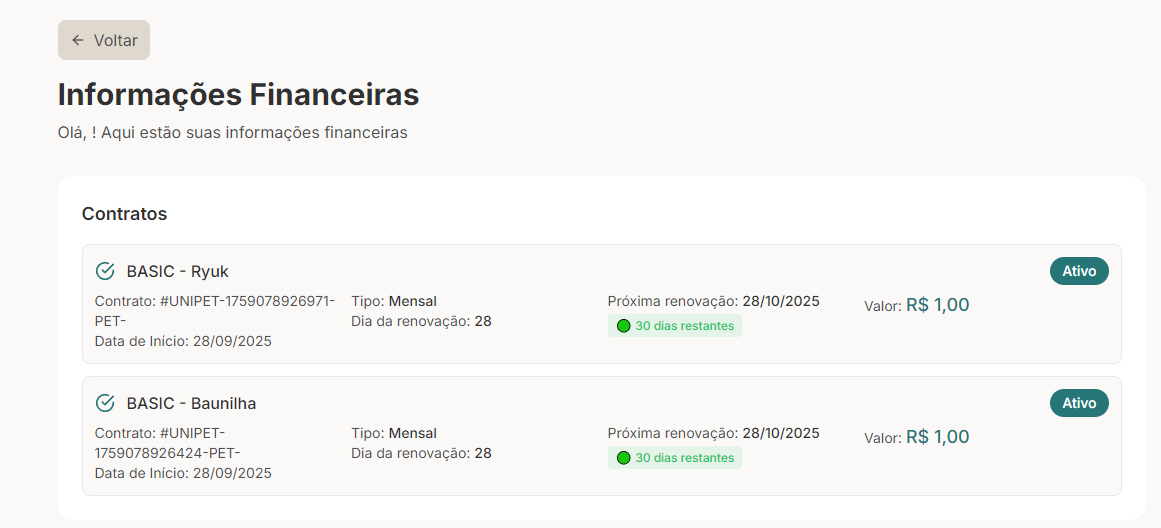 ← Voltar
Informações Financeiras
Olá, ! Aqui estão suas informações financeiras
Contratos
BASIC - Ryuk
Ativo
Contrato: #UNIPET-1759078926971-
PET-
Data de Início: 28/09/2025
Tipo: Mensal
Dia da renovação: 28
Próxima renovação: 28/10/2025
30 dias restantes
Valor: R$ 1,00
BASIC - Baunilha
Ativo
Contrato: #UNIPET-
1759078926424-PET-
Data de Início: 28/09/2025
Tipo: Mensal
Dia da renovação: 28
Próxima renovação: 28/10/2025
30 dias restantes
Valor: R$ 1,00